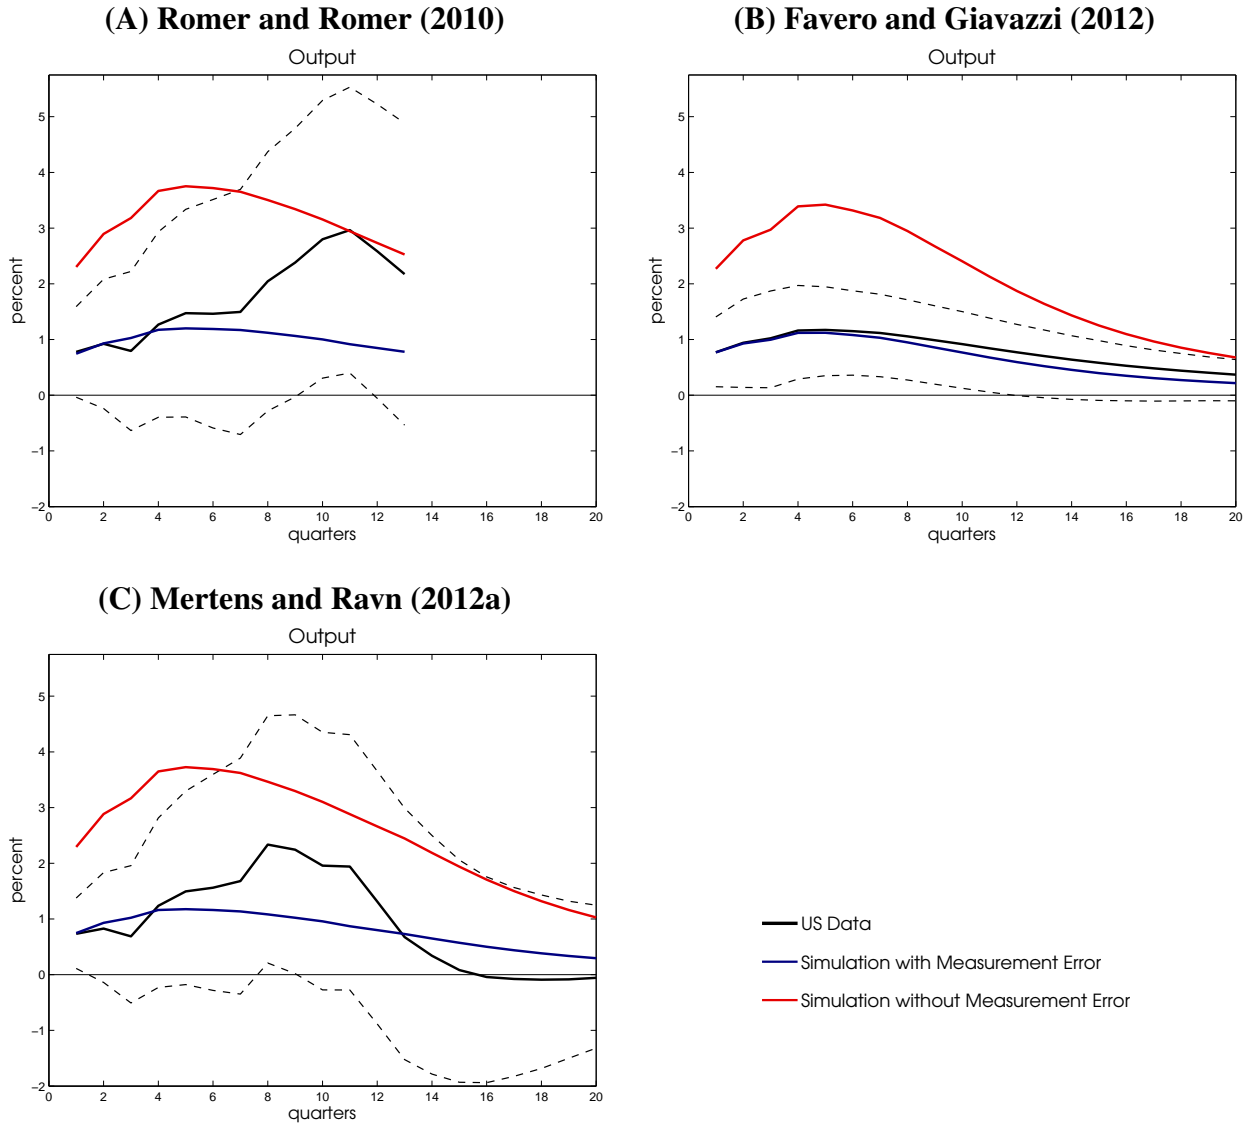 (A) Romer and Romer (2010)
Output
percent
5
4
3
2
1
0
−1
−2
0 2 4 6 8 10 12 14 16 18 20
quarters
(B) Favero and Giavazzi (2012)
Output
percent
5
4
3
2
1
0
−1
−2
0 2 4 6 8 10 12 14 16 18 20
quarters
(C) Mertens and Ravn (2012a)
Output
percent
5
4
3
2
1
0
−1
−2
0 2 4 6 8 10 12 14 16 18 20
quarters
US Data
Simulation with Measurement Error
Simulation without Measurement Error